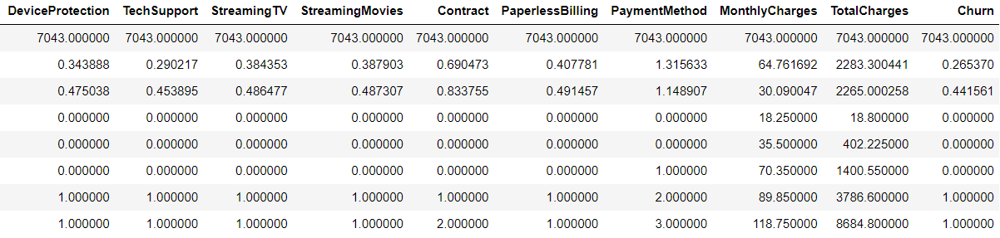 DeviceProtection TechSupport StreamingTV StreamingMovies Contract PaperlessBilling PaymentMethod MonthlyCharges TotalCharges Churn
7043.000000 7043.000000 7043.000000 7043.000000 7043.000000 7043.000000 7043.000000 7043.000000 7043.000000 7043.000000
0.343888 0.290217 0.384353 0.387903 0.690473 0.407781 1.315633 64.761692 2283.300441 0.265370
0.475038 0.453895 0.486477 0.487307 0.833755 0.491457 1.148907 30.090047 2265.000258 0.441561
0.000000 0.000000 0.000000 0.000000 0.000000 0.000000 0.000000 18.250000 18.800000 0.000000
0.000000 0.000000 0.000000 0.000000 0.000000 0.000000 0.000000 35.500000 402.225000 0.000000
0.000000 0.000000 0.000000 0.000000 0.000000 0.000000 1.000000 70.350000 1400.550000 0.000000
1.000000 1.000000 1.000000 1.000000 1.000000 1.000000 2.000000 89.850000 3786.600000 1.000000
1.000000 1.000000 1.000000 1.000000 2.000000 1.000000 3.000000 118.750000 8684.800000 1.000000